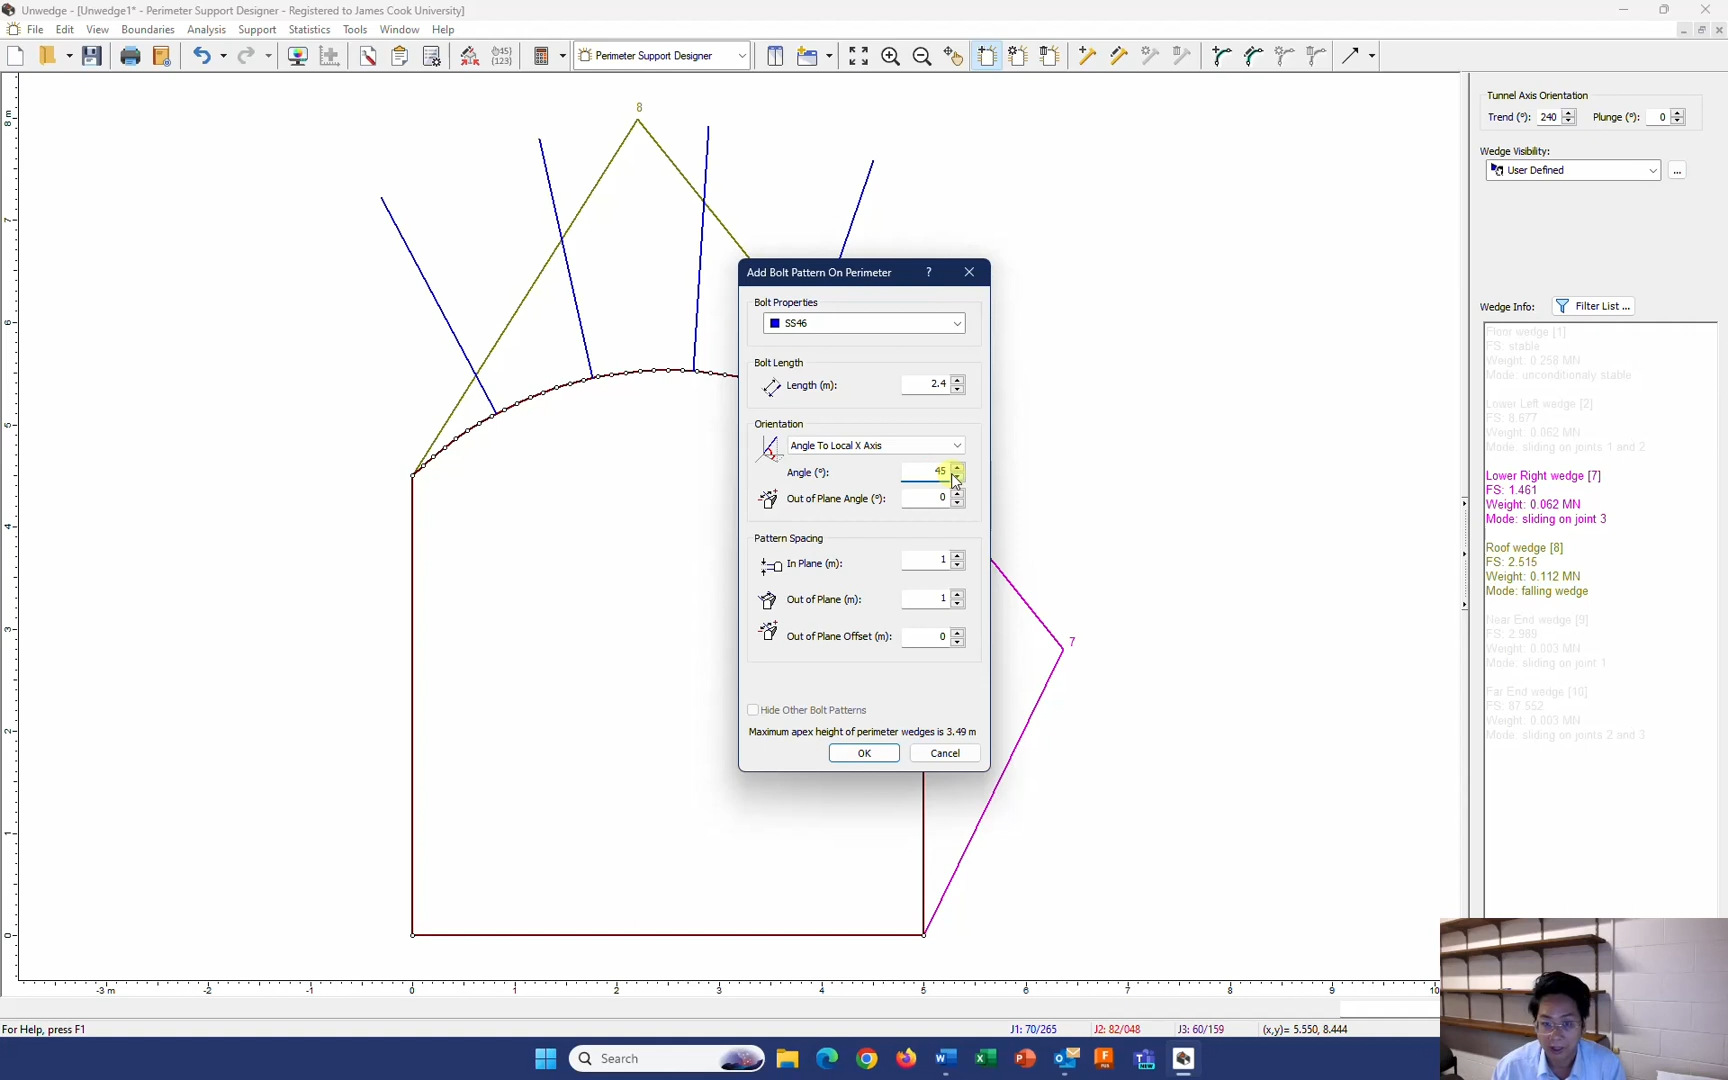 Unwedge - [Unwedge1* - Perimeter Support Designer - Registered to James Cook University]
File Edit View Boundaries Analysis Support Statistics Tools Window Help
Perimeter Support Designer
Tunnel Axis Orientation
Trend (°): 240 Plunge (°): 0
Wedge Visibility:
User Defined ...
Wedge Info: Filter List ...
Floor wedge [1]
FS: stable
Weight: 0.258 MN
Mode: unconditionaly stable
Lower Left wedge [2]
FS: 8.677
Mode: sliding on joints 1 and 2
Lower Right wedge [7]
FS: 1.461
Weight: 0.062 MN
Mode: sliding on joint 3
Roof wedge [8]
FS: 2.515
Weight: 0.112 MN
Mode: falling wedge
Near End wedge [9]
FS: 2.989
Weight: 0.003 MN
Mode: sliding on joint 1
Far End wedge [10]
FS: 87.552
Weight: 0.003 MN
Mode: sliding on joints 2 and 3
8
7
Add Bolt Pattern On Perimeter ?
Bolt Properties
SS46
Bolt Length
Length (m): 2.4
Orientation
Angle To Local X Axis
Angle (°): 45
Out of Plane Angle (°): 0
Pattern Spacing
In Plane (m): 1
Out of Plane (m): 1
Out of Plane Offset (m): 0
Hide Other Bolt Patterns
Maximum apex height of perimeter wedges is 3.49 m
OK Cancel
8 m
7
6
5
4
3
2
1
0
-3 m -2 -1 0 1 2 3 4 5 6 7 8 9 10
For Help, press F1 J1: 70/265 J2: 82/048 J3: 60/159 (x,y)= 5.550, 8.444
Search